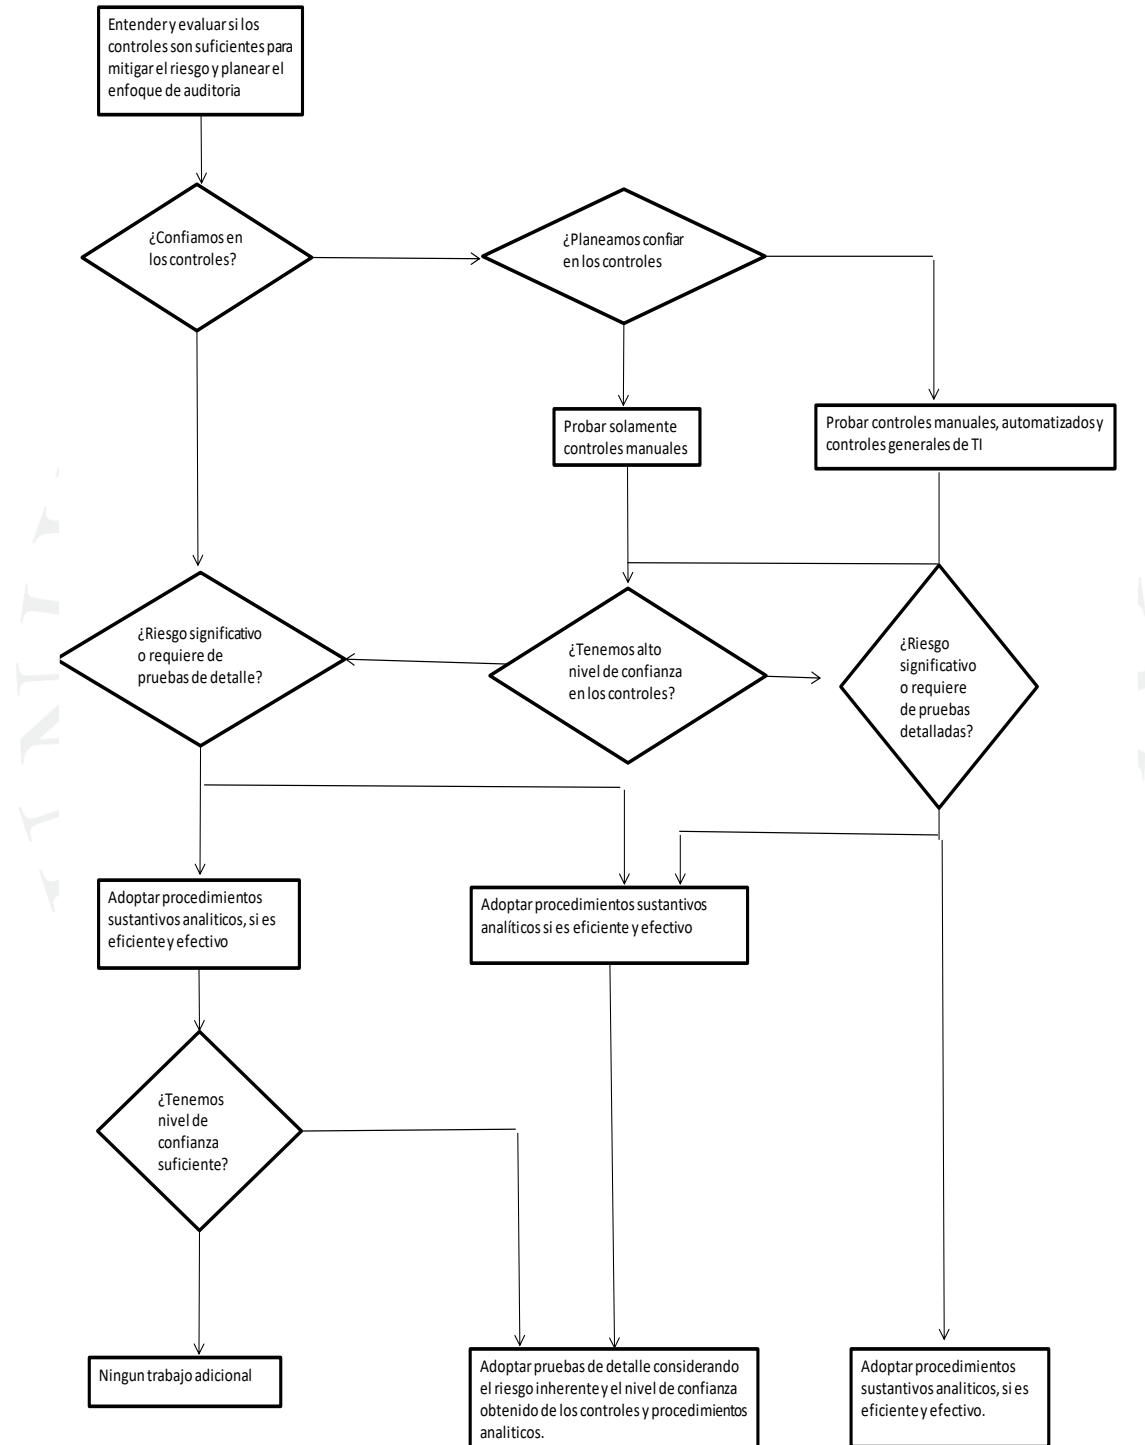 Entender y evaluar si los
controles son suficientes para
mitigar el riesgo y planear el
enfoque de auditoria
¿Confiamos en
los controles?
¿Planeamos confiar
en los controles
Probar solamente
controles manuales
Probar controles manuales, automatizados y
controles generales de TI
¿Riesgo significativo
o requiere de
pruebas de detalle?
¿Tenemos alto
nivel de confianza
en los controles?
¿Riesgo
significativo
o requiere
de pruebas
detalladas?
Adoptar procedimientos
sustantivos analiticos, si es
eficiente y efectivo
Adoptar procedimientos sustantivos
analíticos si es eficiente y efectivo
¿Tenemos
nivel de
confianza
suficiente?
Ningun trabajo adicional
Adoptar pruebas de detalle considerando
el riesgo inherente y el nivel de confianza
obtenido de los controles y procedimientos
analiticos.
Adoptar procedimientos
sustantivos analiticos, si es
eficiente y efectivo.